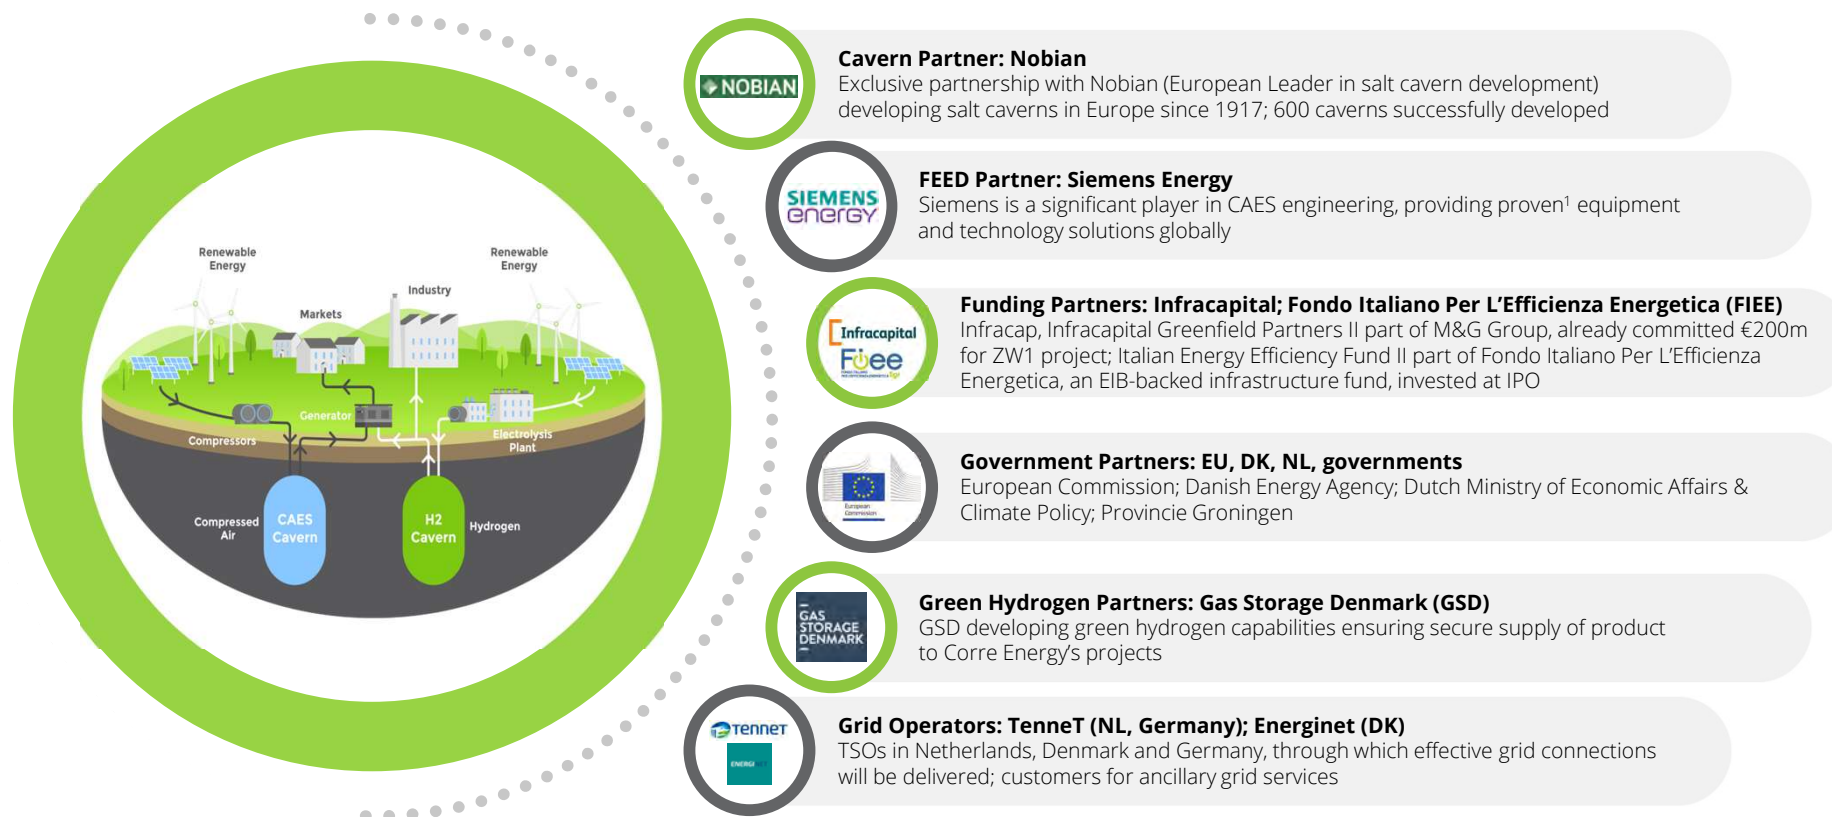 Renewable
Energy
Renewable
Energy
Industry
Markets
Generator
Compressors
Electrolysis
Plant
Compressed
Air
CAES
Cavern
H2
Cavern
Hydrogen
NOBIAN
Cavern Partner: Nobian
Exclusive partnership with Nobian (European Leader in salt cavern development)
developing salt caverns in Europe since 1917; 600 caverns successfully developed
SIEMENS
energy
FEED Partner: Siemens Energy
Siemens is a significant player in CAES engineering, providing proven¹ equipment
and technology solutions globally
Infracapital
Fiee
Funding Partners: Infracapital; Fondo Italiano Per L’Efficienza Energetica (FIEE)
Infracap, Infracapital Greenfield Partners II part of M&G Group, already committed €200m
for ZW1 project; Italian Energy Efficiency Fund II part of Fondo Italiano Per L’Efficienza
Energetica, an EIB-backed infrastructure fund, invested at IPO
European
Commission
Government Partners: EU, DK, NL, governments
European Commission; Danish Energy Agency; Dutch Ministry of Economic Affairs &
Climate Policy; Provincie Groningen
GAS
STORAGE
DENMARK
Green Hydrogen Partners: Gas Storage Denmark (GSD)
GSD developing green hydrogen capabilities ensuring secure supply of product
to Corre Energy’s projects
TenneT
ENERGINET
Grid Operators: TenneT (NL, Germany); Energinet (DK)
TSOs in Netherlands, Denmark and Germany, through which effective grid connections
will be delivered; customers for ancillary grid services